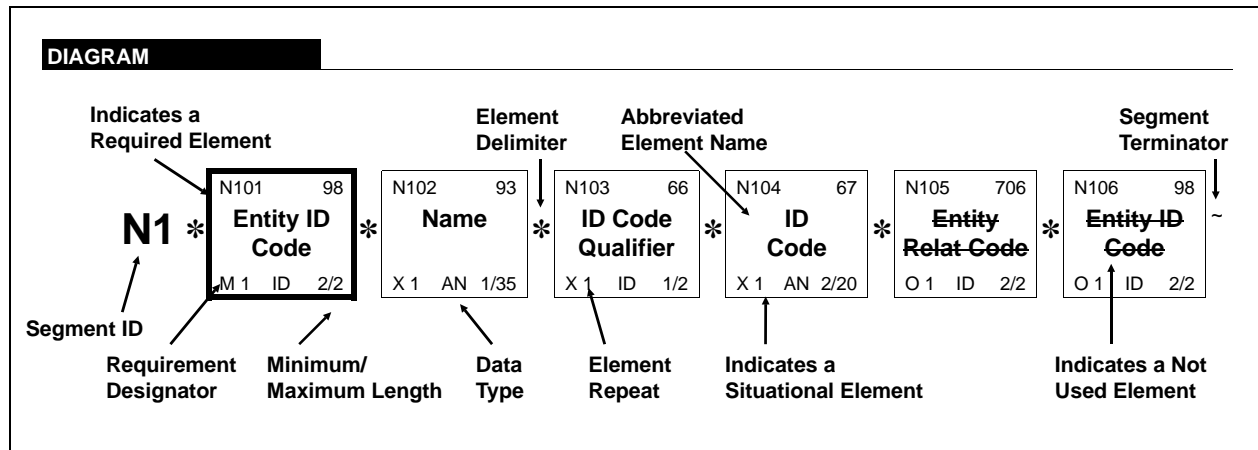 DIAGRAM
Indicates a
Required Element
Element
Delimiter
Abbreviated
Element Name
Segment
Terminator
N1
*
N101 98
Entity ID
Code
M 1 ID 2/2
*
N102 93
Name
X 1 AN 1/35
*
N103 66
ID Code
Qualifier
X 1 ID 1/2
*
N104 67
ID
Code
X 1 AN 2/20
*
N105 706
Entity
Relat Code
O 1 ID 2/2
*
N106 98
Entity ID
Code
O 1 ID 2/2
~
Segment ID
Requirement
Designator
Minimum/
Maximum Length
Data
Type
Element
Repeat
Indicates a
Situational Element
Indicates a Not
Used Element